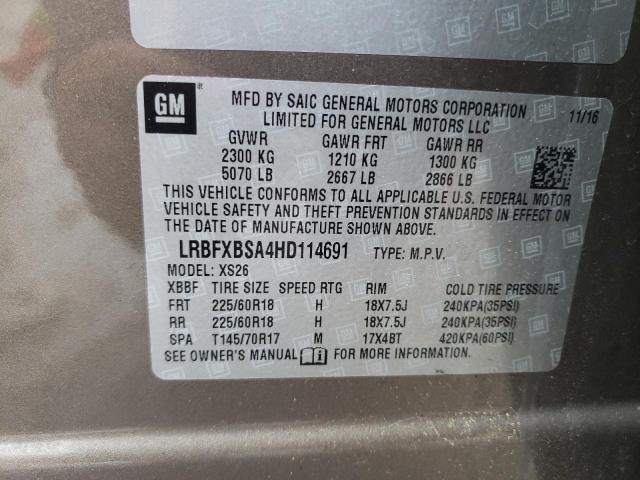 GM
MFD BY SAIC GENERAL MOTORS CORPORATION
LIMITED FOR GENERAL MOTORS LLC
11/16
GVWR GAWR FRT GAWR RR
2300 KG 1210 KG 1300 KG
5070 LB 2667 LB 2866 LB
THIS VEHICLE CONFORMS TO ALL APPLICABLE U.S. FEDERAL MOTOR
VEHICLE SAFETY AND THEFT PREVENTION STANDARDS IN EFFECT ON
THE DATE OF MANUFACTURE SHOWN ABOVE.
LRBFXBSA4HD114691 TYPE: M.P.V.
MODEL: XS26
XBBF TIRE SIZE SPEED RTG RIM COLD TIRE PRESSURE
FRT 225/60R18 H 18X7.5J 240KPA(35PSI)
RR 225/60R18 H 18X7.5J 240KPA(35PSI)
SPA T145/70R17 M 17X4BT 420KPA(60PSI)
SEE OWNER'S MANUAL FOR MORE INFORMATION.